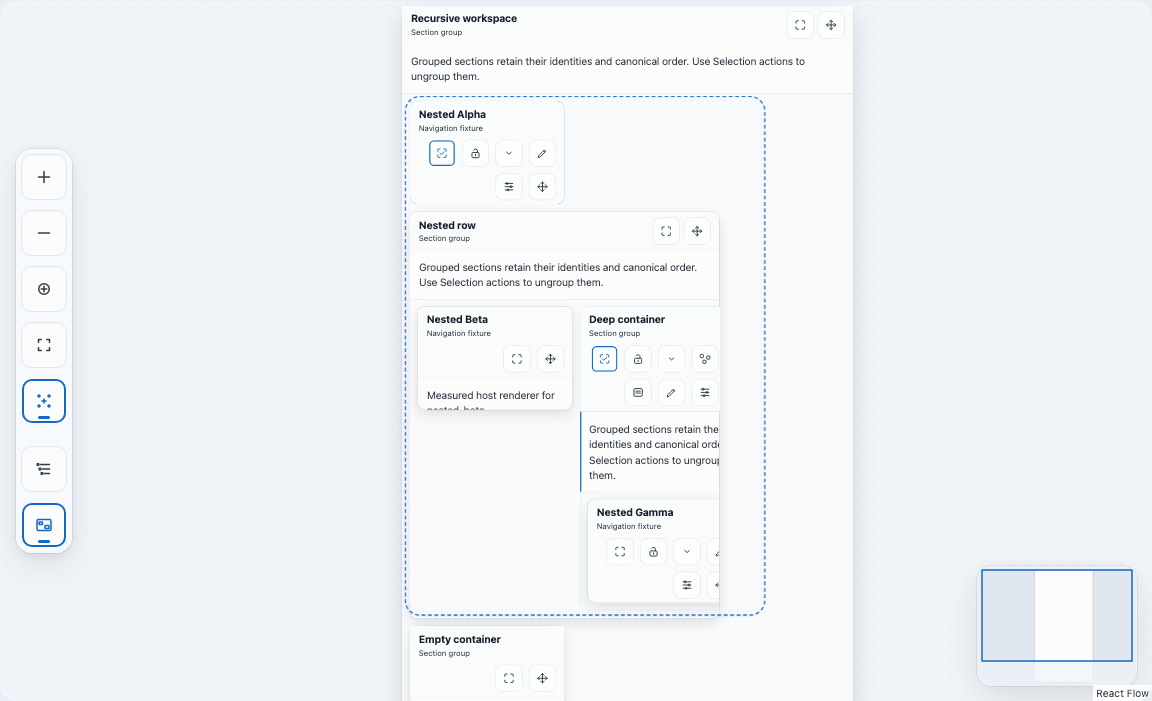 Recursive workspace
Section group
Grouped sections retain their identities and canonical order. Use Selection actions to
ungroup them.
Nested Alpha
Navigation fixture
Nested row
Section group
Grouped sections retain their identities and canonical order.
Use Selection actions to ungroup them.
Nested Beta
Navigation fixture
Measured host renderer for
nested-beta
Deep container
Section group
Grouped sections retain the
identities and canonical
Selection actions to
them.
Nested Gamma
Navigation fixture
Empty container
Section group
React Flow